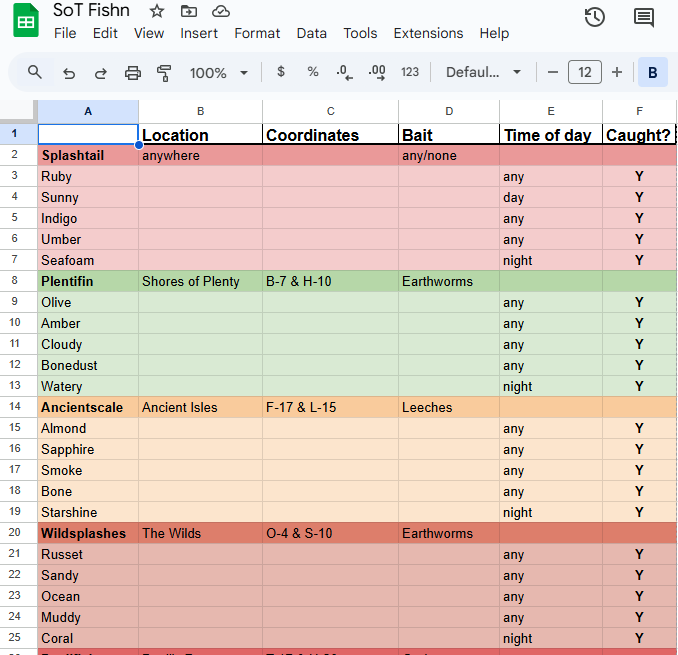 SoT Fishn
File Edit View Insert Format Data Tools Extensions Help
100% $ % .0 .00 123 Defaul... − 12 + B
A B C D E F
1 Location Coordinates Bait Time of day Caught?
2 Splashtail anywhere any/none
3 Ruby any Y
4 Sunny day Y
5 Indigo any Y
6 Umber any Y
7 Seafoam night Y
8 Plentifin Shores of Plenty B-7 & H-10 Earthworms
9 Olive any Y
10 Amber any Y
11 Cloudy any Y
12 Bonedust any Y
13 Watery night Y
14 Ancientscale Ancient Isles F-17 & L-15 Leeches
15 Almond any Y
16 Sapphire any Y
17 Smoke any Y
18 Bone any Y
19 Starshine night Y
20 Wildsplashes The Wilds O-4 & S-10 Earthworms
21 Russet any Y
22 Sandy any Y
23 Ocean any Y
24 Muddy any Y
25 Coral night Y